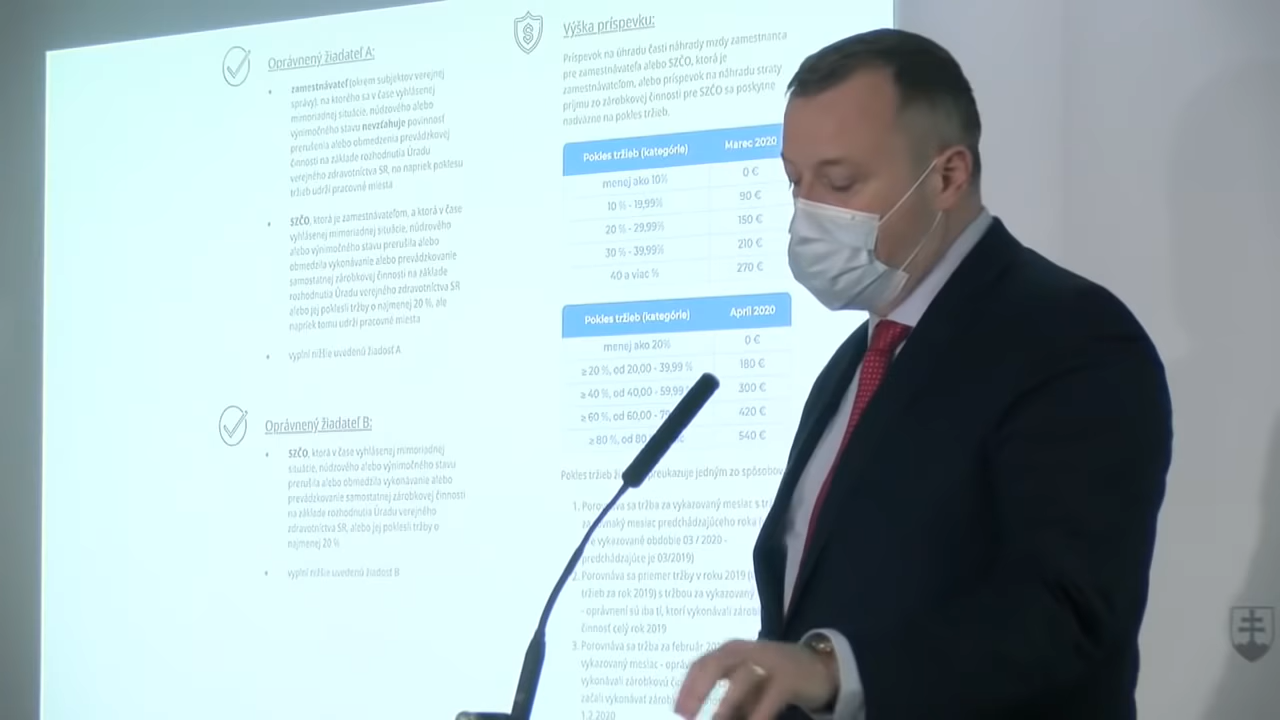 Oprávnený žiadateľ A:
zamestnávateľ (okrem subjektov verejnej
správy), na ktorého sa v čase vyhlásenej
mimoriadnej situácie, núdzového alebo
výnimočného stavu nevzťahuje povinnosť
prerušenia alebo obmedzenia prevádzkovej
činnosti na základe rozhodnutia Úradu
verejného zdravotníctva SR, no napriek poklesu
tržieb udrží pracovné miesta
SZČO, ktorá je zamestnávateľom, a ktorá v čase
vyhlásenej mimoriadnej situácie, núdzového
alebo výnimočného stavu prerušila alebo
obmedzila vykonávanie alebo prevádzkovanie
samostatnej zárobkovej činnosti na základe
rozhodnutia Úradu verejného zdravotníctva SR
alebo jej poklesli tržby o najmenej 20 %, ale
napriek tomu udrží pracovné miesta
vyplní nižšie uvedenú žiadosť A
Oprávnený žiadateľ B:
SZČO, ktorá v čase vyhlásenej mimoriadnej
situácie, núdzového alebo výnimočného stavu
prerušila alebo obmedzila vykonávanie alebo
prevádzkovanie samostatnej zárobkovej činnosti
na základe rozhodnutia Úradu verejného
zdravotníctva SR, alebo jej poklesli tržby o
najmenej 20 %
vyplní nižšie uvedenú žiadosť B
Výška príspevku:
Príspevok na úhradu časti náhrady mzdy zamestnanca
pre zamestnávateľa alebo SZČO, ktorá je
zamestnávateľom, alebo príspevok na náhradu straty
príjmu zo zárobkovej činnosti pre SZČO sa poskytne
nadväzne na pokles tržieb.
Pokles tržieb (kategórie) Marec 2020
menej ako 10% 0 €
10 % - 19,99% 90 €
20 % - 29,99% 150 €
30 % - 39,99% 210 €
40 a viac % 270 €
Pokles tržieb (kategórie) Apríl 2020
menej ako 20% 0 €
≥ 20 %, od 20,00 - 39,99 % 180 €
≥ 40 %, od 40,00 - 59,99 300 €
≥ 60 %, od 60,00 - 420 €
≥ 80 %, od 80 540 €
Pokles tržieb preukazuje jedným zo spôsobov
1. Porovnáva sa tržba za vykazovaný mesiac s
mesiac predchádzajúceho roka
vykazované obdobie 03 / 2020 -
predchádzajúce je 03/2019)
2. Porovnáva sa priemer tržby v roku 2019
tržieb za rok 2019) s tržbou za vykazovaný
- oprávnení sú iba tí, ktorí vykonávali
činnosť celý rok 2019
3. Porovnáva sa tržba za február
vykazovaný mesiac -
vykonávali zárobkovú
začali vykonávať
1.2.2020